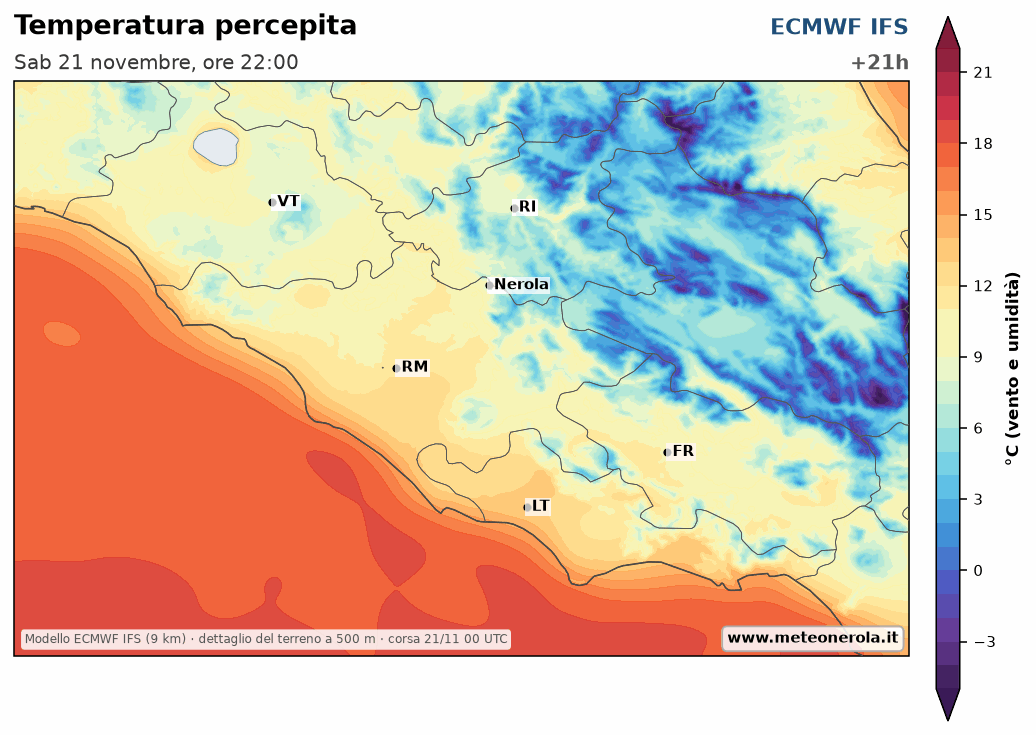 Temperatura percepita
ECMWF IFS
Sab 21 novembre, ore 22:00
+21h
VT
RI
Nerola
RM
FR
LT
Modello ECMWF IFS (9 km) · dettaglio del terreno a 500 m · corsa 21/11 00 UTC
www.meteonerola.it
21
18
15
12
9
6
3
0
−3
°C (vento e umidità)